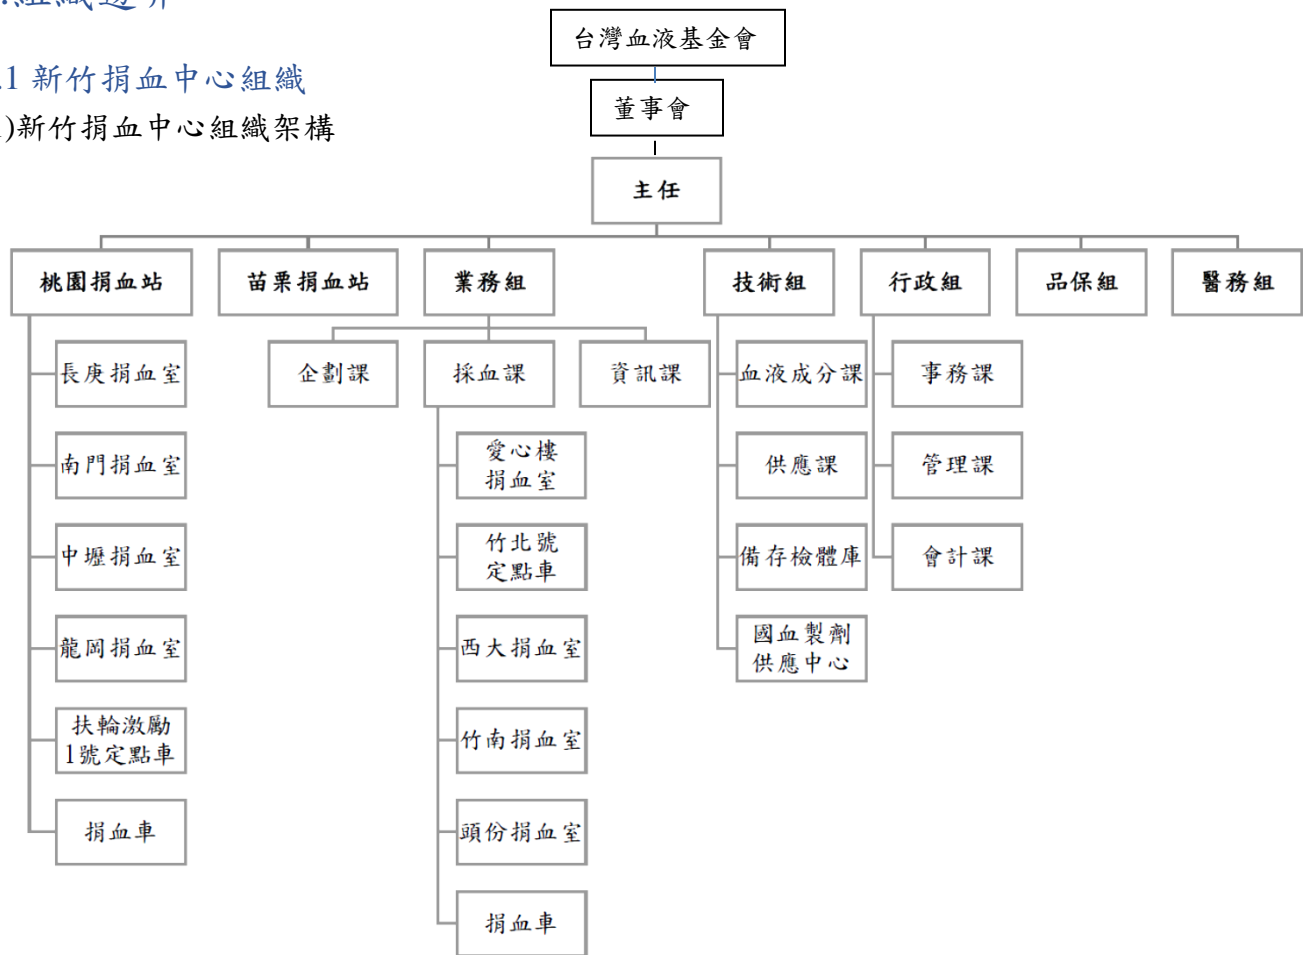 .組織邊界
.1 新竹捐血中心組織
)新竹捐血中心組織架構
台灣血液基金會
董事會
主任
桃園捐血站
苗栗捐血站
業務組
技術組
行政組
品保組
醫務組
長庚捐血室
南門捐血室
中壢捐血室
龍岡捐血室
扶輪激勵
1號定點車
捐血車
企劃課
採血課
資訊課
愛心樓
捐血室
竹北號
定點車
西大捐血室
竹南捐血室
頭份捐血室
捐血車
血液成分課
供應課
備存檢體庫
國血製劑
供應中心
事務課
管理課
會計課